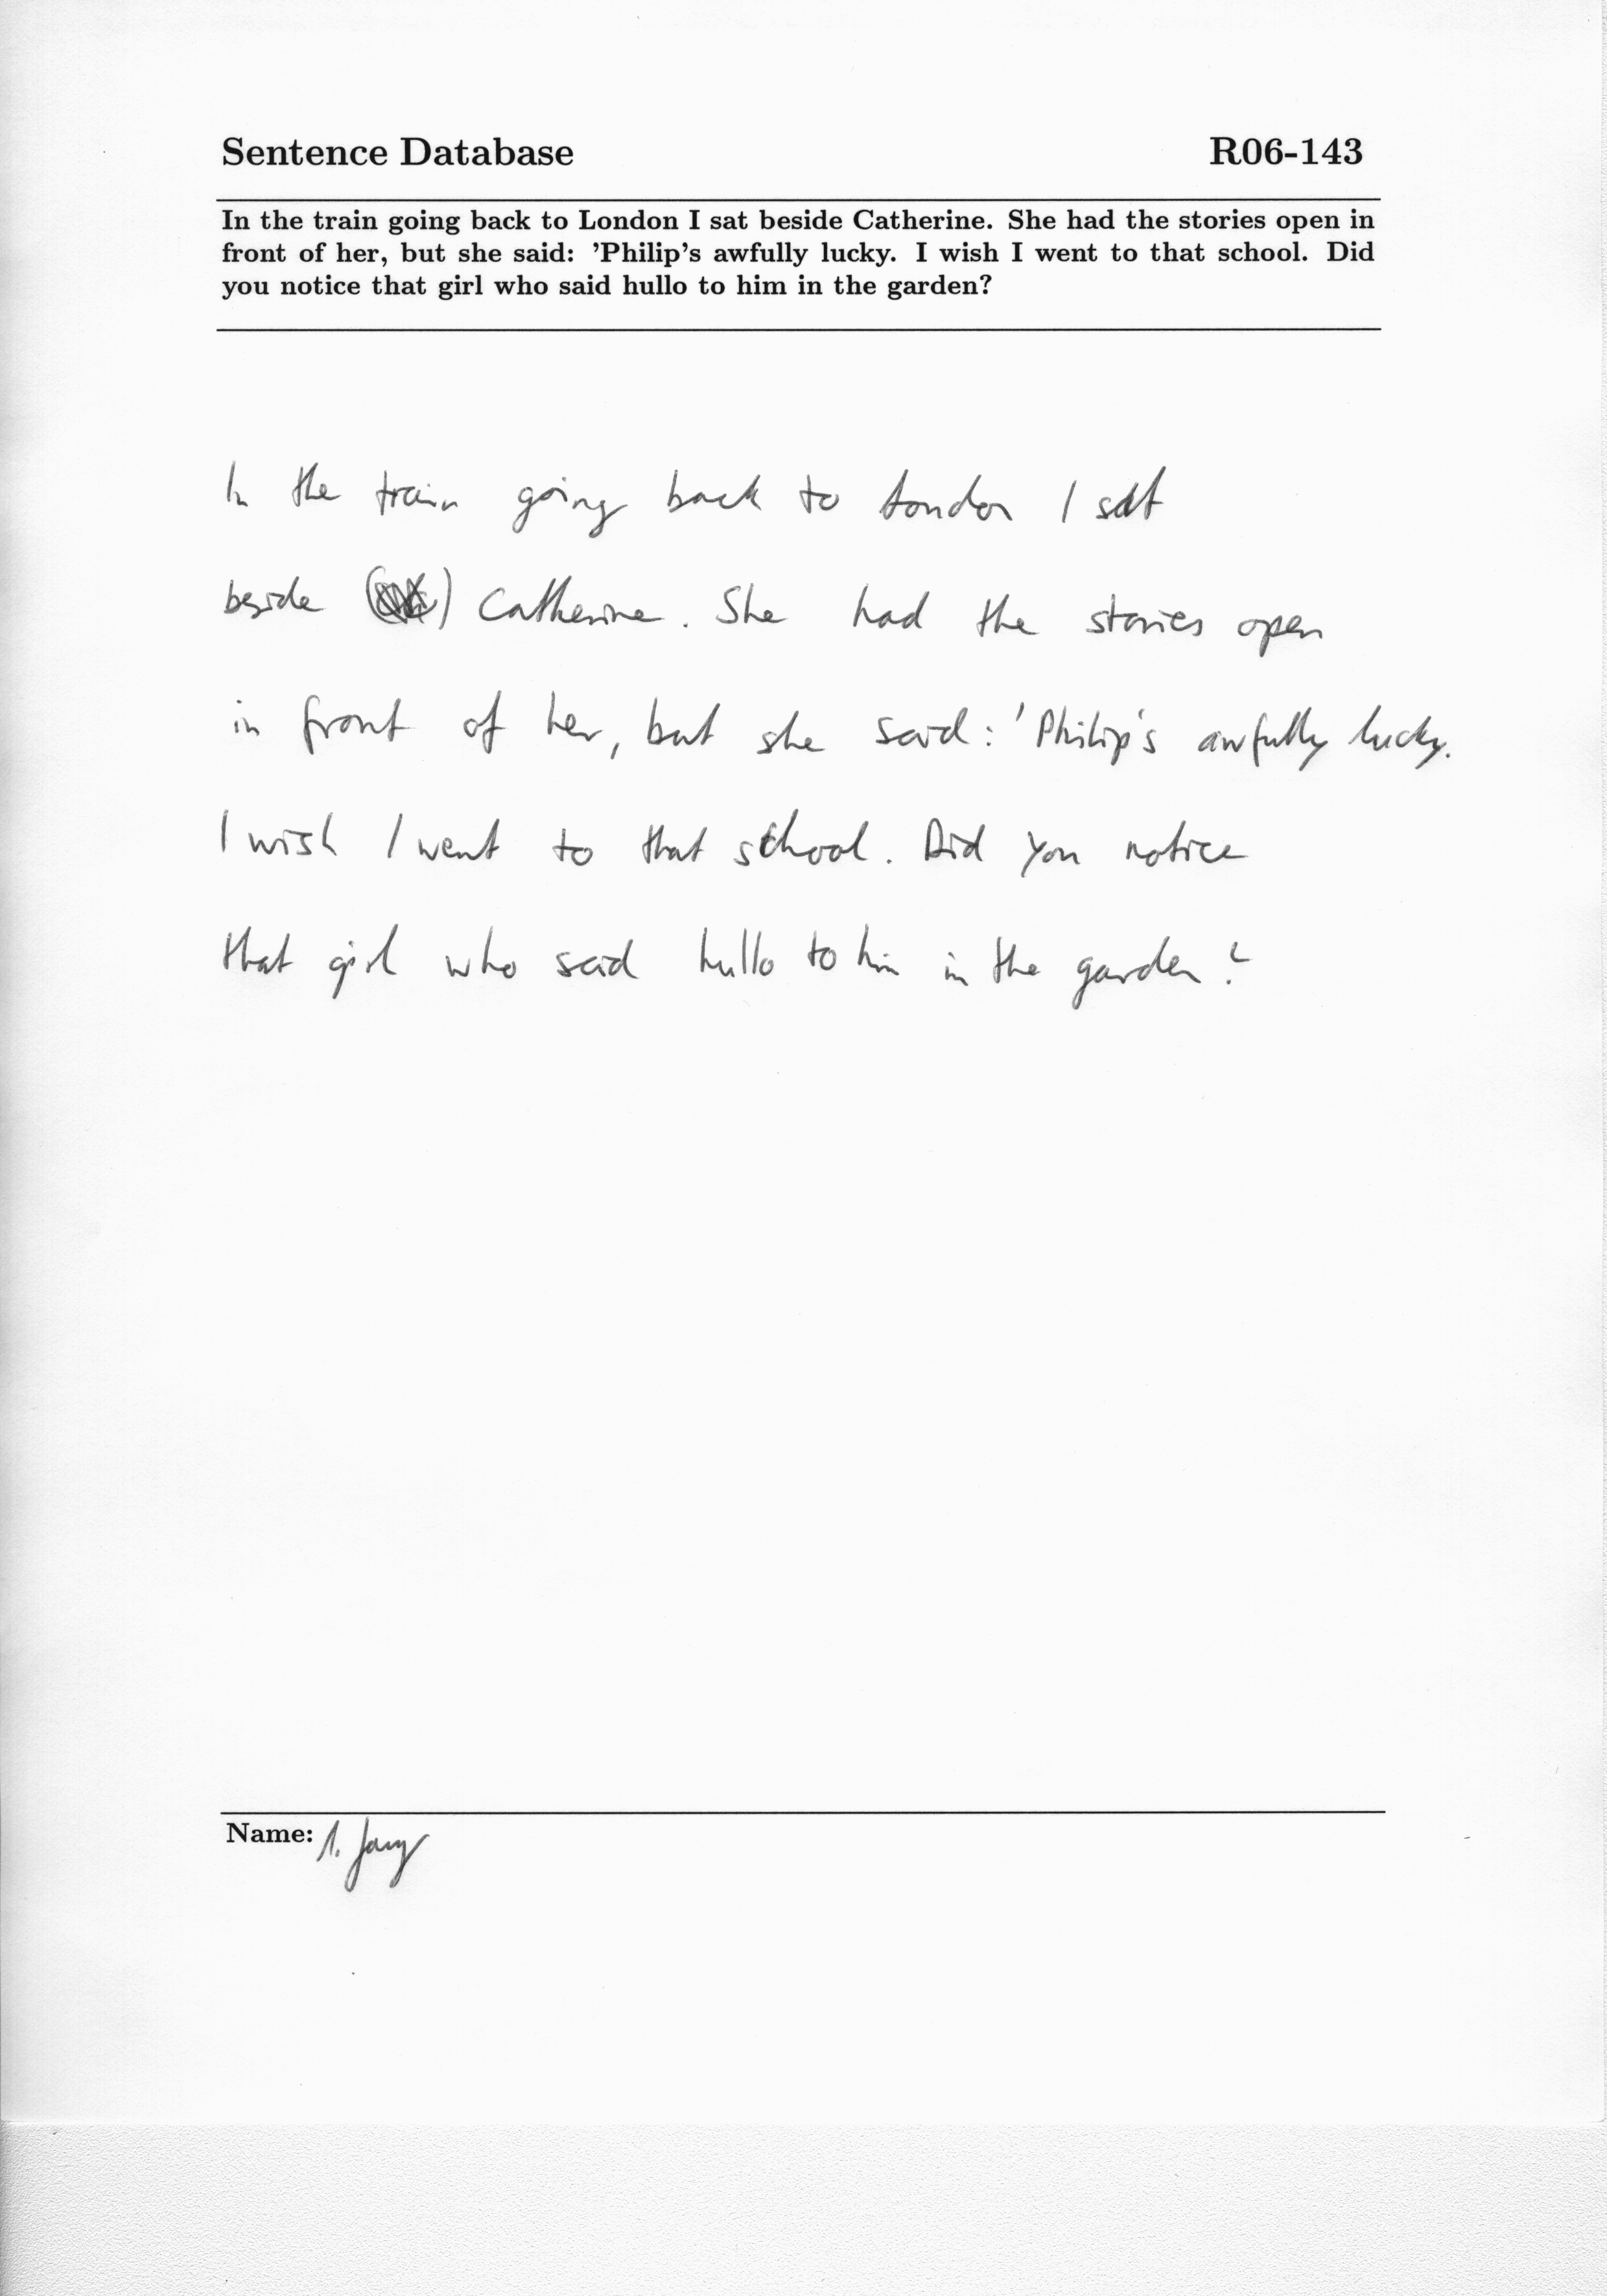 Sentence Database R06-143
In the train going back to London I sat beside Catherine. She had the stories open in
front of her, but she said: 'Philip's awfully lucky. I wish I went to that school. Did
you notice that girl who said hullo to him in the garden?
In the train going back to London I sat
beside Catherine. She had the stories open
in front of her, but she said: 'Philip's awfully lucky.
I wish I went to that school. Did you notice
that girl who said hullo to him in the garden?
Name: